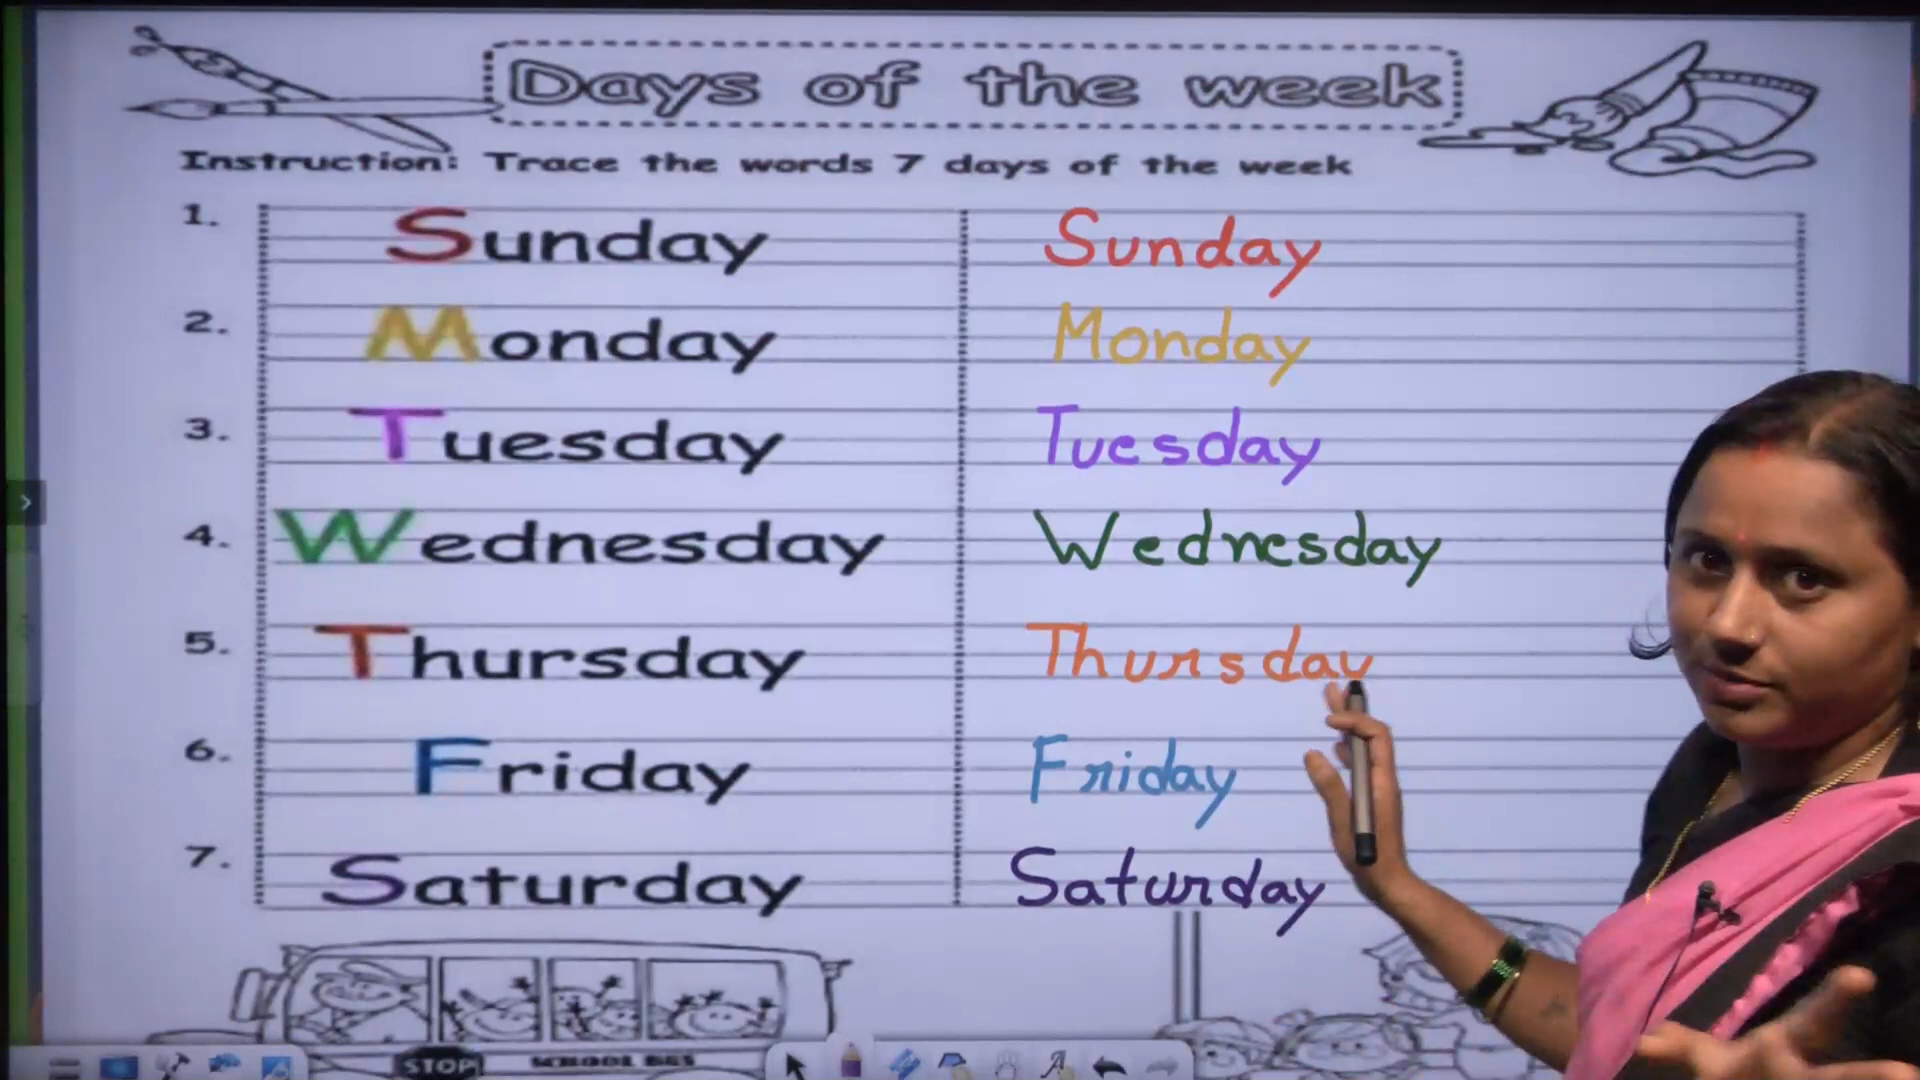 Days of the week
Instruction: Trace the words 7 days of the week
1. Sunday Sunday
2. Monday Monday
3. Tuesday Tuesday
4. Wednesday Wednesday
5. Thursday Thursday
6. Friday Friday
7. Saturday Saturday
STOP SCHOOL BUS